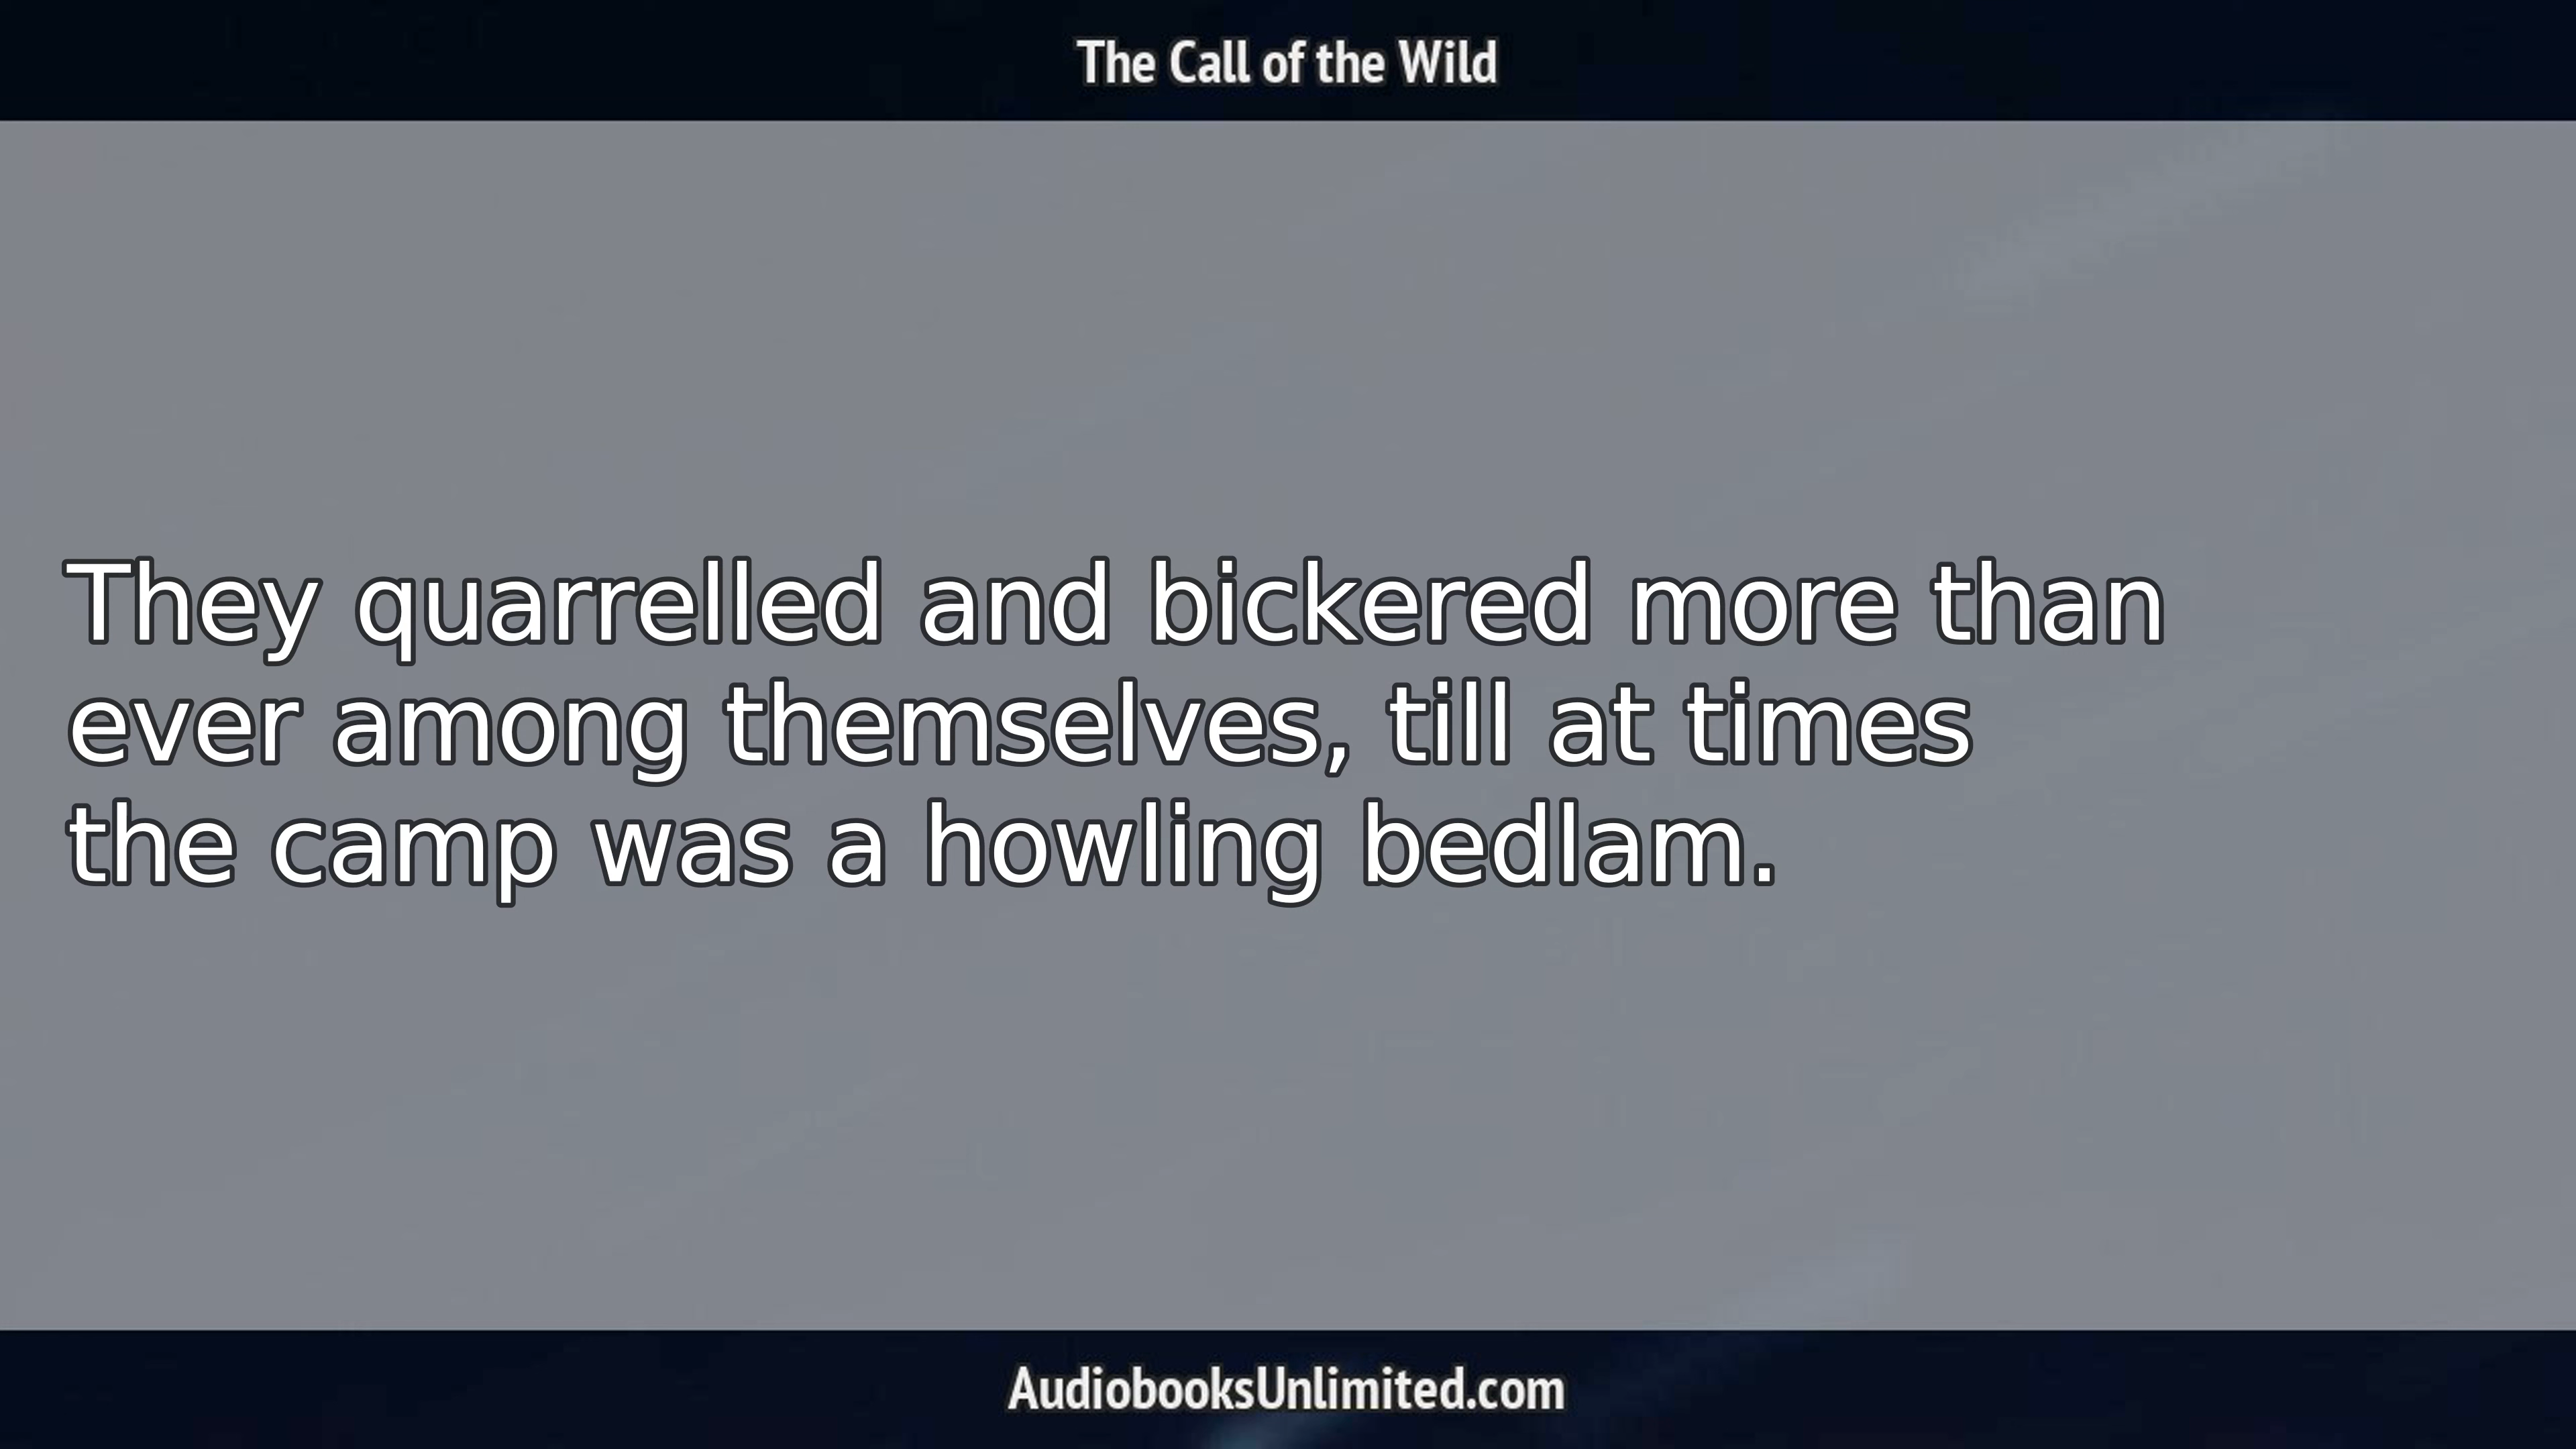 The Call of the Wild
They quarrelled and bickered more than
ever among themselves, till at times
the camp was a howling bedlam.
AudiobooksUnlimited.com